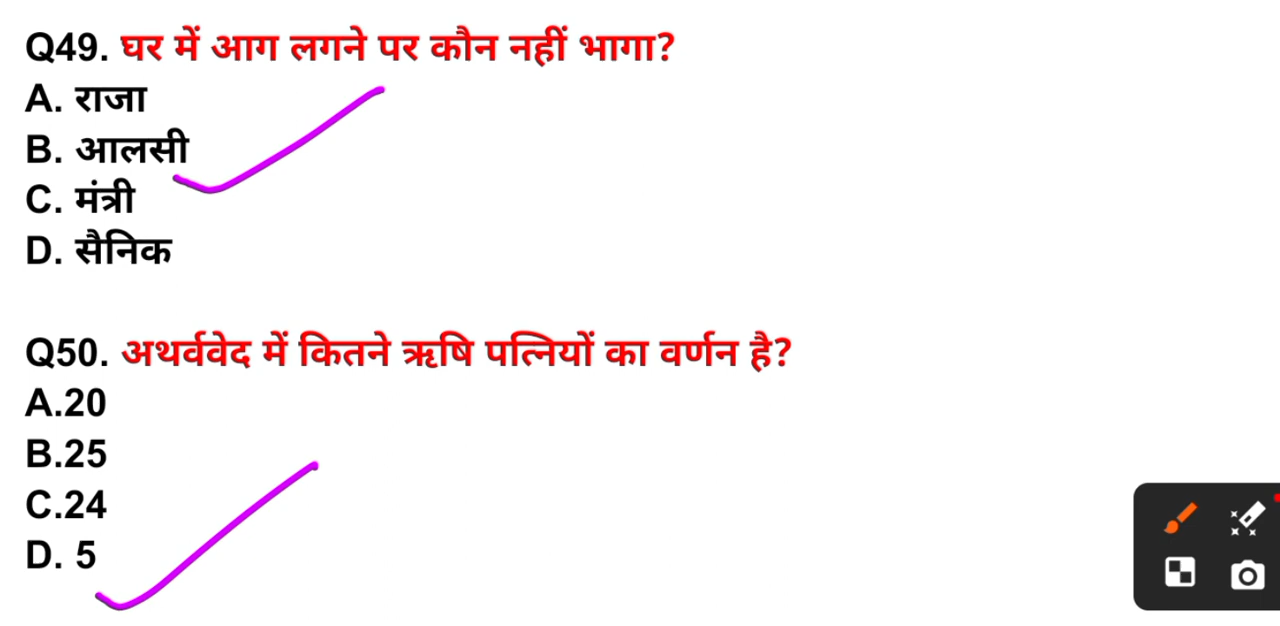 Q49. घर में आग लगने पर कौन नहीं भागा?
A. राजा
B. आलसी
C. मंत्री
D. सैनिक
Q50. अथर्ववेद में कितने ऋषि पत्नियों का वर्णन है?
A.20
B.25
C.24
D. 5